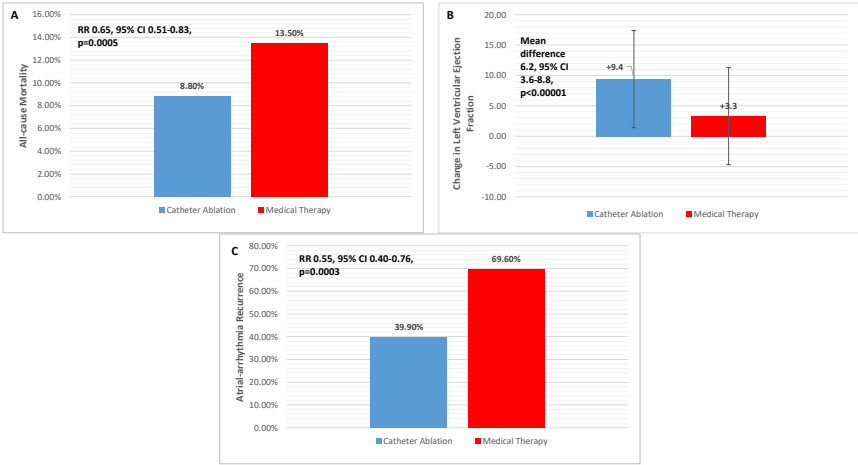 A
RR 0.65, 95% CI 0.51-0.83,
p=0.0005
16.00%
14.00%
12.00%
10.00%
8.00%
6.00%
4.00%
2.00%
0.00%
All-cause Mortality
8.80%
13.50%
Catheter Ablation
Medical Therapy
B
Mean
difference
6.2, 95% CI
3.6-8.8,
p<0.00001
20.00
15.00
10.00
5.00
0.00
-5.00
-10.00
Change in Left Ventricular Ejection
Fraction
+9.4
+3.3
Catheter Ablation
Medical Therapy
C
RR 0.55, 95% CI 0.40-0.76,
p=0.0003
80.00%
70.00%
60.00%
50.00%
40.00%
30.00%
20.00%
10.00%
0.00%
Atrial-arrhythmia Recurrence
39.90%
69.60%
Catheter Ablation
Medical Therapy